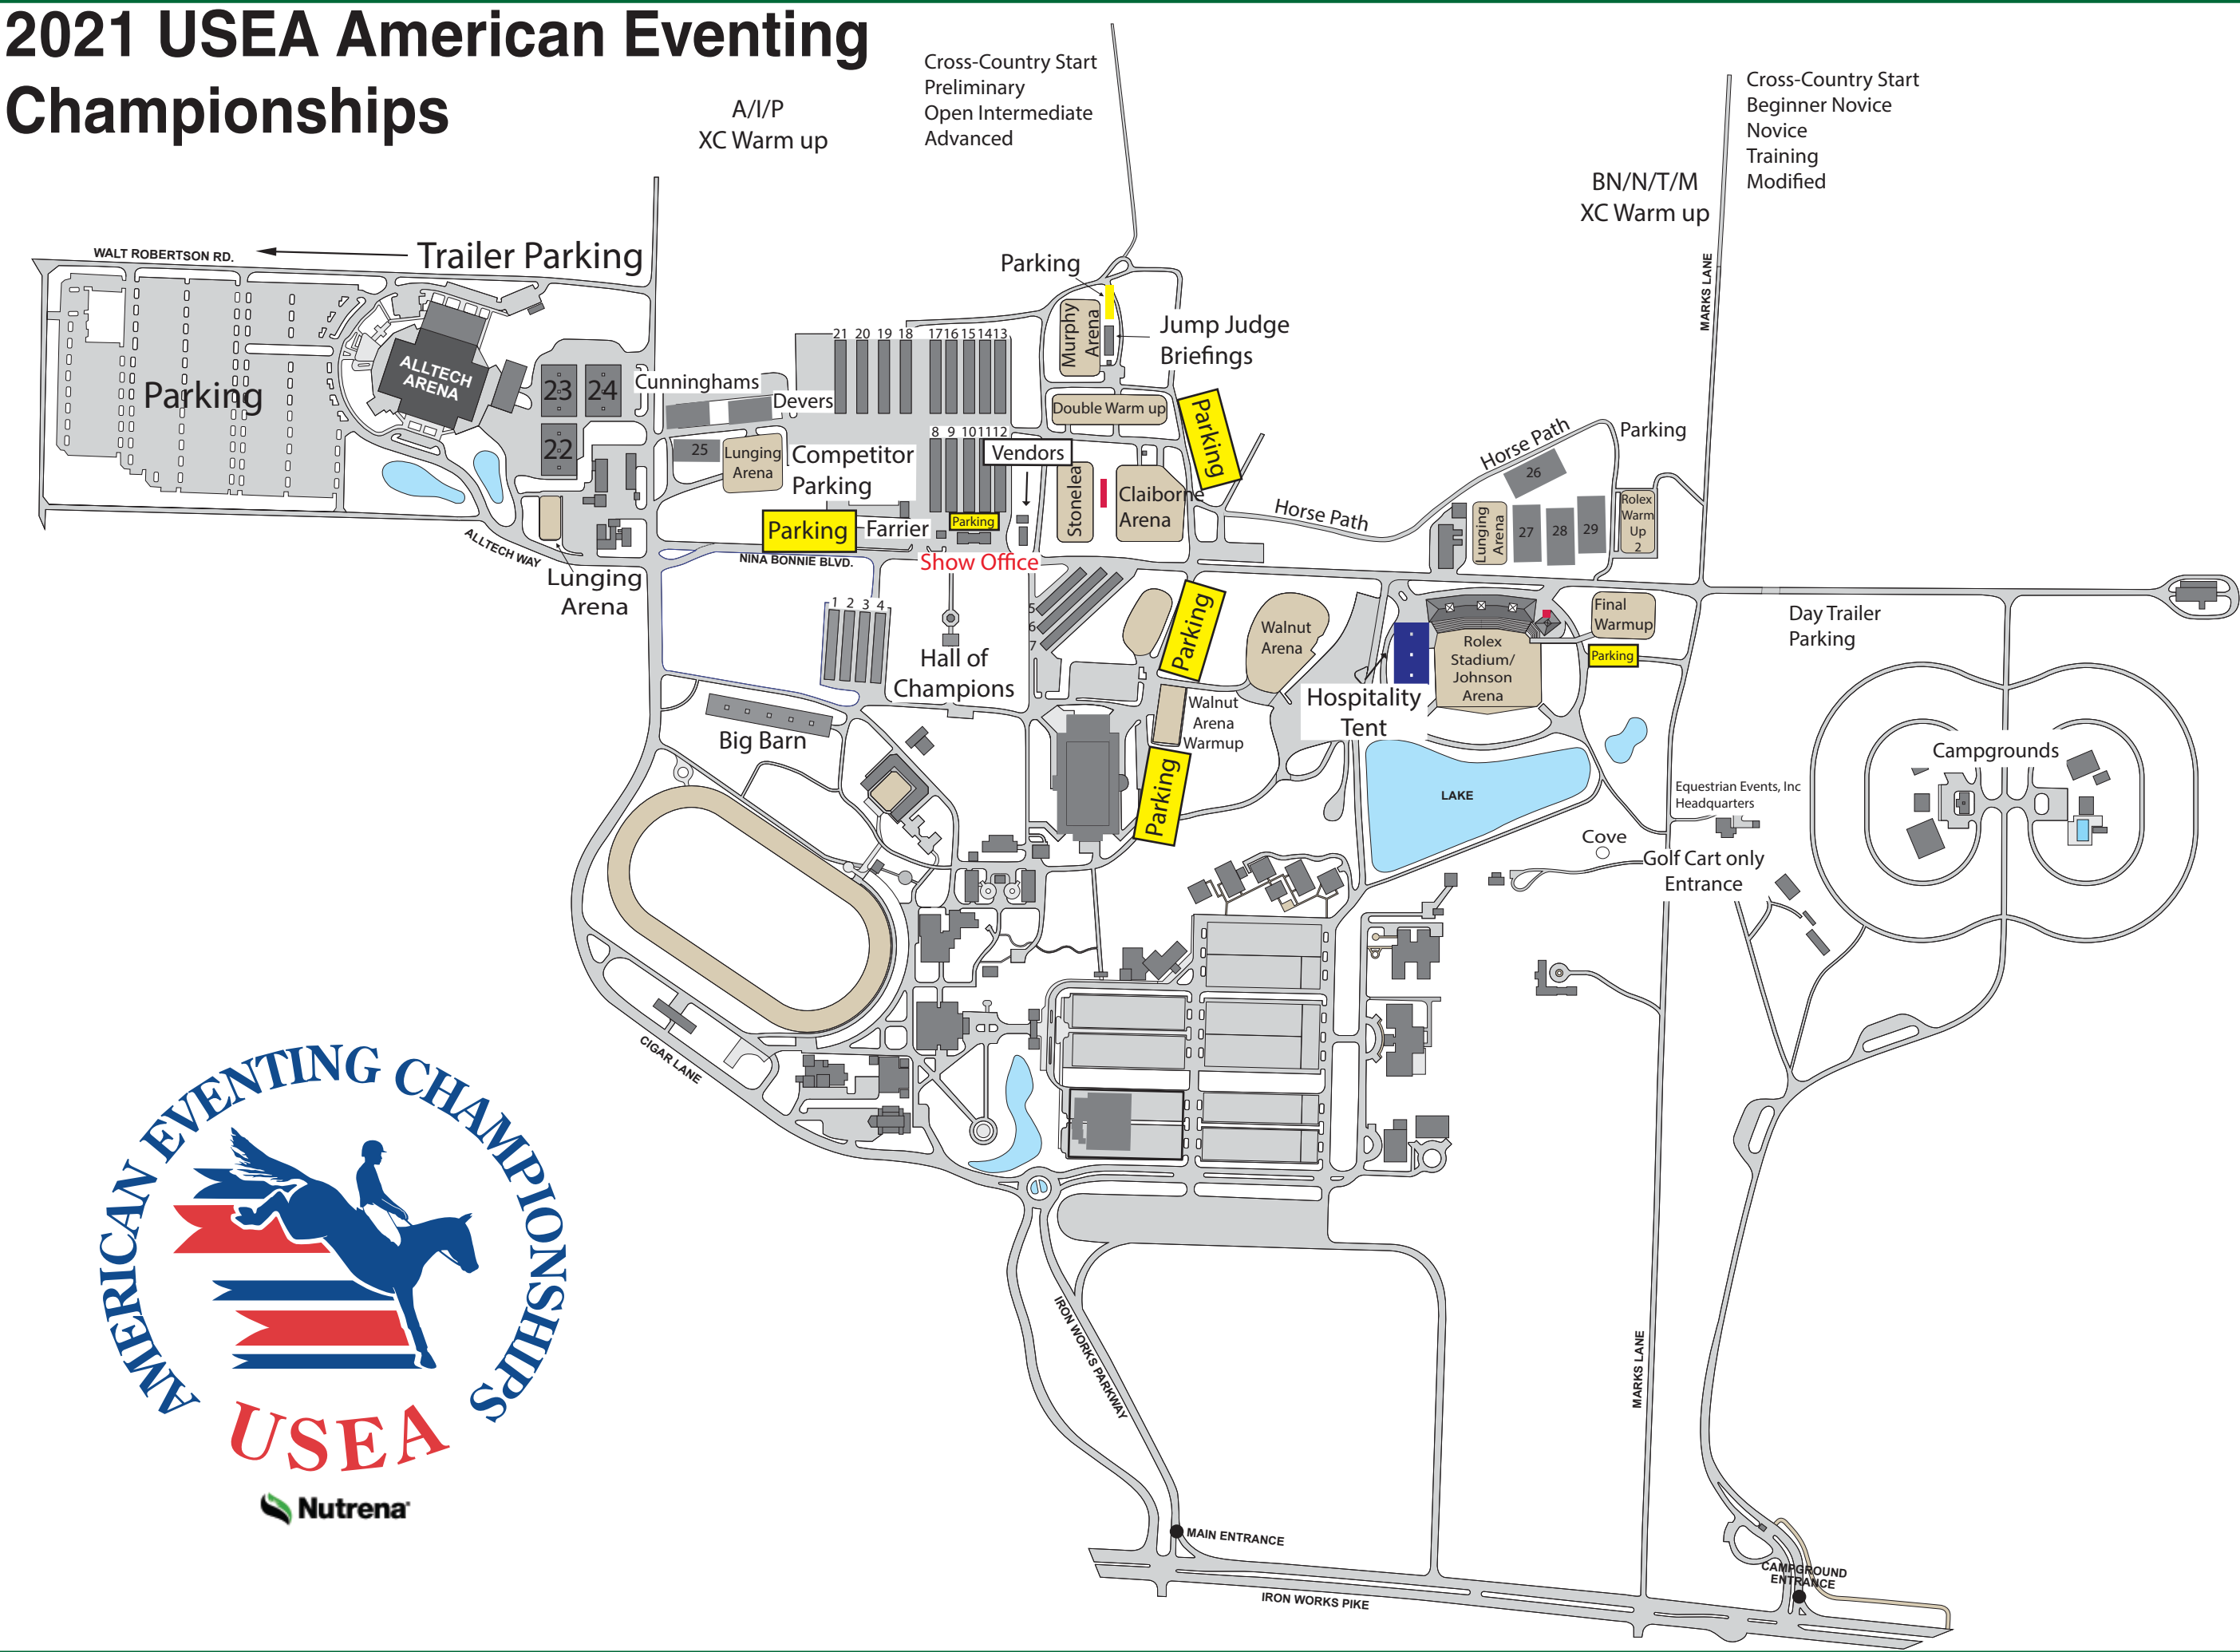 2021 USEA American Eventing
Championships
A/I/P
XC Warm up
Cross-Country Start
Preliminary
Open Intermediate
Advanced
Cross-Country Start
Beginner Novice
Novice
Training
Modified
BN/N/T/M
XC Warm up
MARKS LANE
WALT ROBERTSON RD.
Trailer Parking
Parking
ALLTECH
ARENA
23
24
22
Cunninghams
Devers
25
Lunging
Arena
21 20 19 18 17 16 15 14 13
8 9 10 11 12
Competitor
Parking
Parking
Farrier
Parking
Vendors
Show Office
Parking
Murphy
Arena
Jump Judge
Briefings
Double Warm up
Parking
Stonelea
Claiborne
Arena
Horse Path
Horse Path
Parking
26
27
28
29
Lunging
Arena
Rolex
Warm
Up
2
ALLTECH WAY
Lunging
Arena
NINA BONNIE BLVD.
1 2 3 4
5
6
7
Hall of
Champions
Big Barn
Parking
Walnut
Arena
Walnut
Arena
Warmup
Parking
Hospitality
Tent
Rolex
Stadium/
Johnson
Arena
Final
Warmup
Parking
Day Trailer
Parking
LAKE
Equestrian Events, Inc
Headquarters
Cove
Golf Cart only
Entrance
Campgrounds
CIGAR LANE
IRON WORKS PARKWAY
MARKS LANE
MAIN ENTRANCE
IRON WORKS PIKE
CAMPGROUND
ENTRANCE
AMERICAN EVENTING CHAMPIONSHIPS
USEA
Nutrena